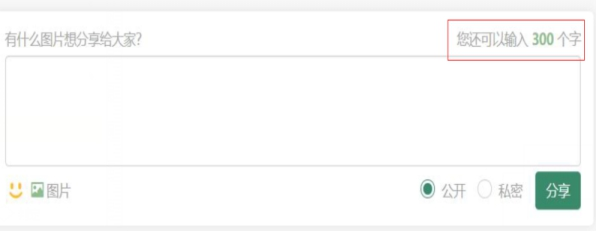 有什么图片想分享给大家?
您还可以输入 300 个字
图片
公开
私密
分享